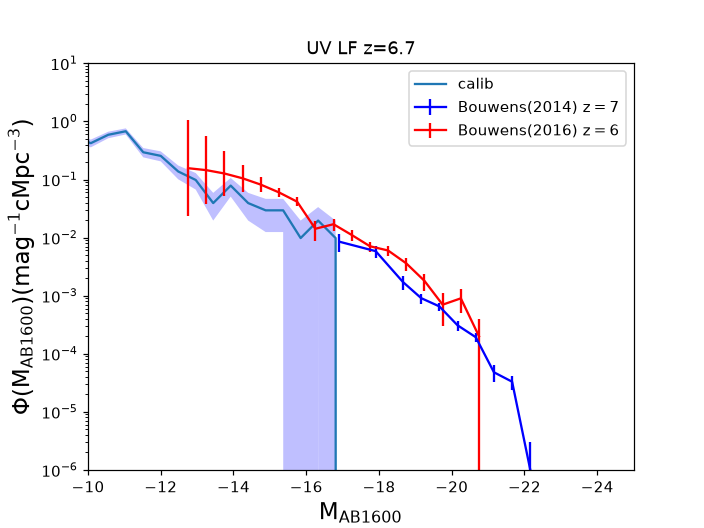 UV LF z=6.7
Φ(M_AB1600)(mag⁻¹cMpc⁻³)
10¹
10⁰
10⁻¹
10⁻²
10⁻³
10⁻⁴
10⁻⁵
10⁻⁶
calib
Bouwens(2014) z = 7
Bouwens(2016) z = 6
−10 −12 −14 −16 −18 −20 −22 −24
M_AB1600